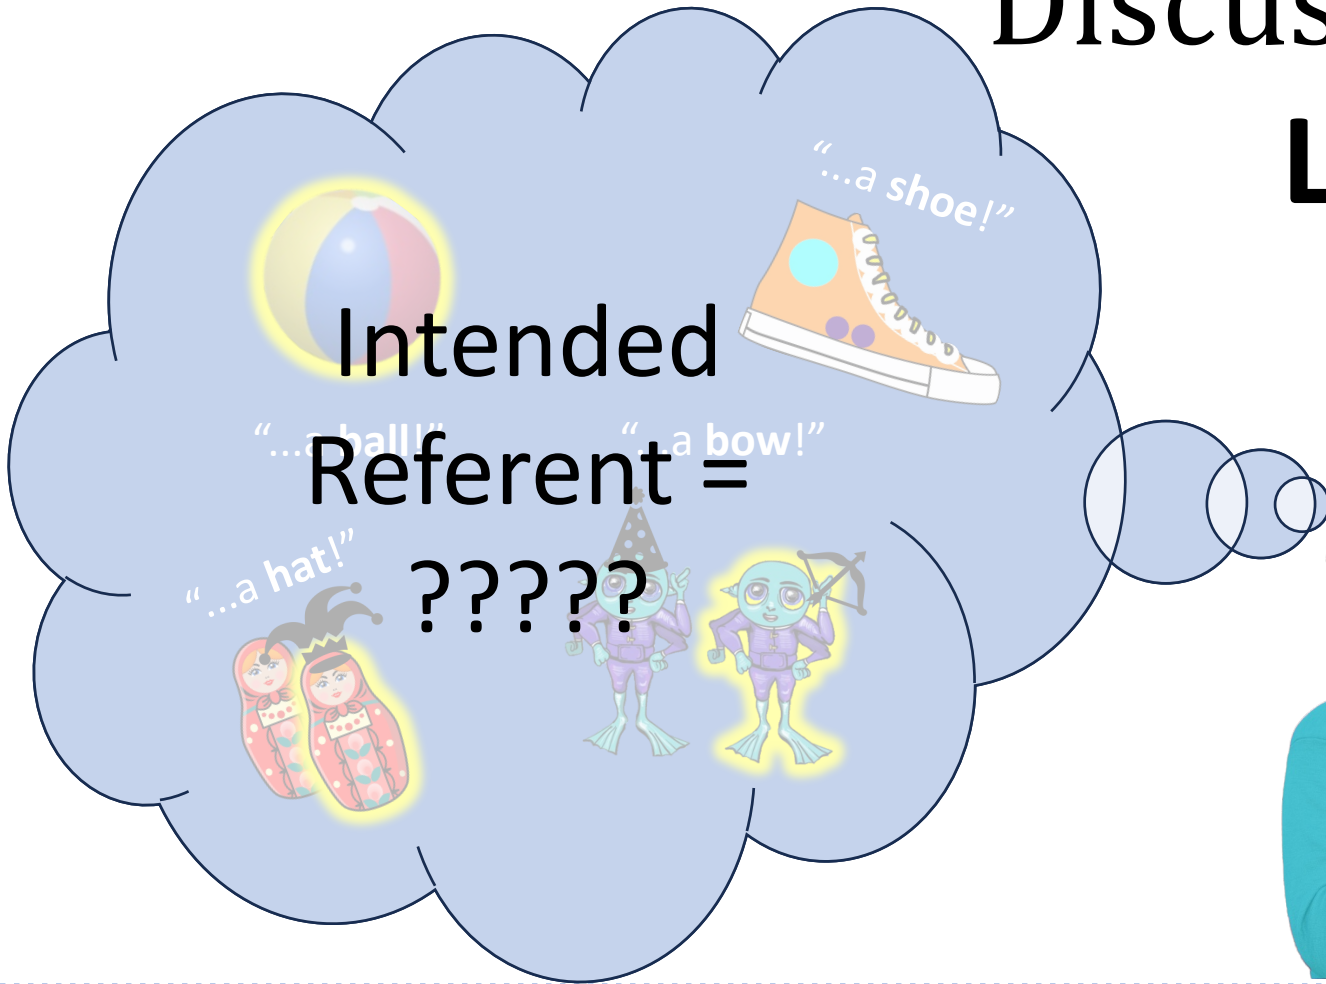 Discus
L
“...a shoe!”
Intended
“...a ball!”
“...a bow!”
Referent =
“...a hat!”
?????